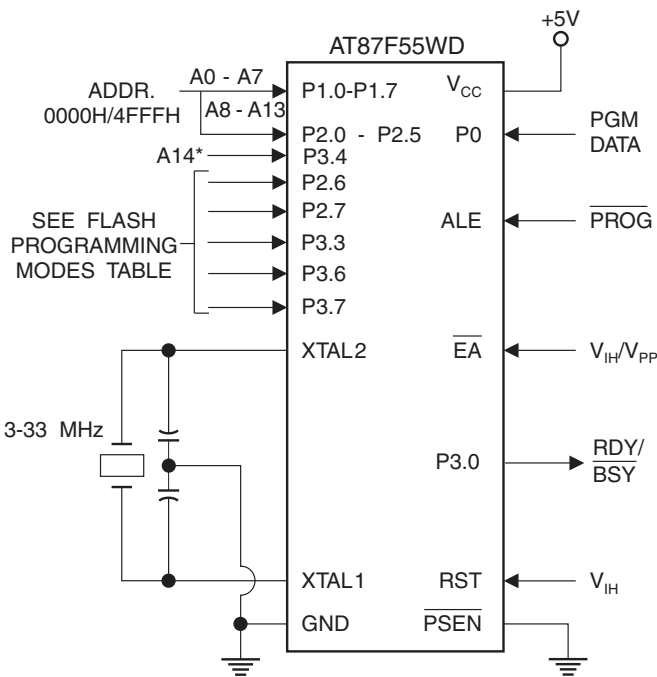 +5V
AT87F55WD
ADDR.
0000H/4FFFH
A0 - A7
A8 - A13
A14*
SEE FLASH
PROGRAMMING
MODES TABLE
3-33 MHz
P1.0-P1.7
P2.0 - P2.5
P3.4
P2.6
P2.7
P3.3
P3.6
P3.7
XTAL2
XTAL1
GND
VCC
P0
ALE
EA
P3.0
RST
PSEN
PGM
DATA
PROG
VIH/VPP
RDY/
BSY
VIH